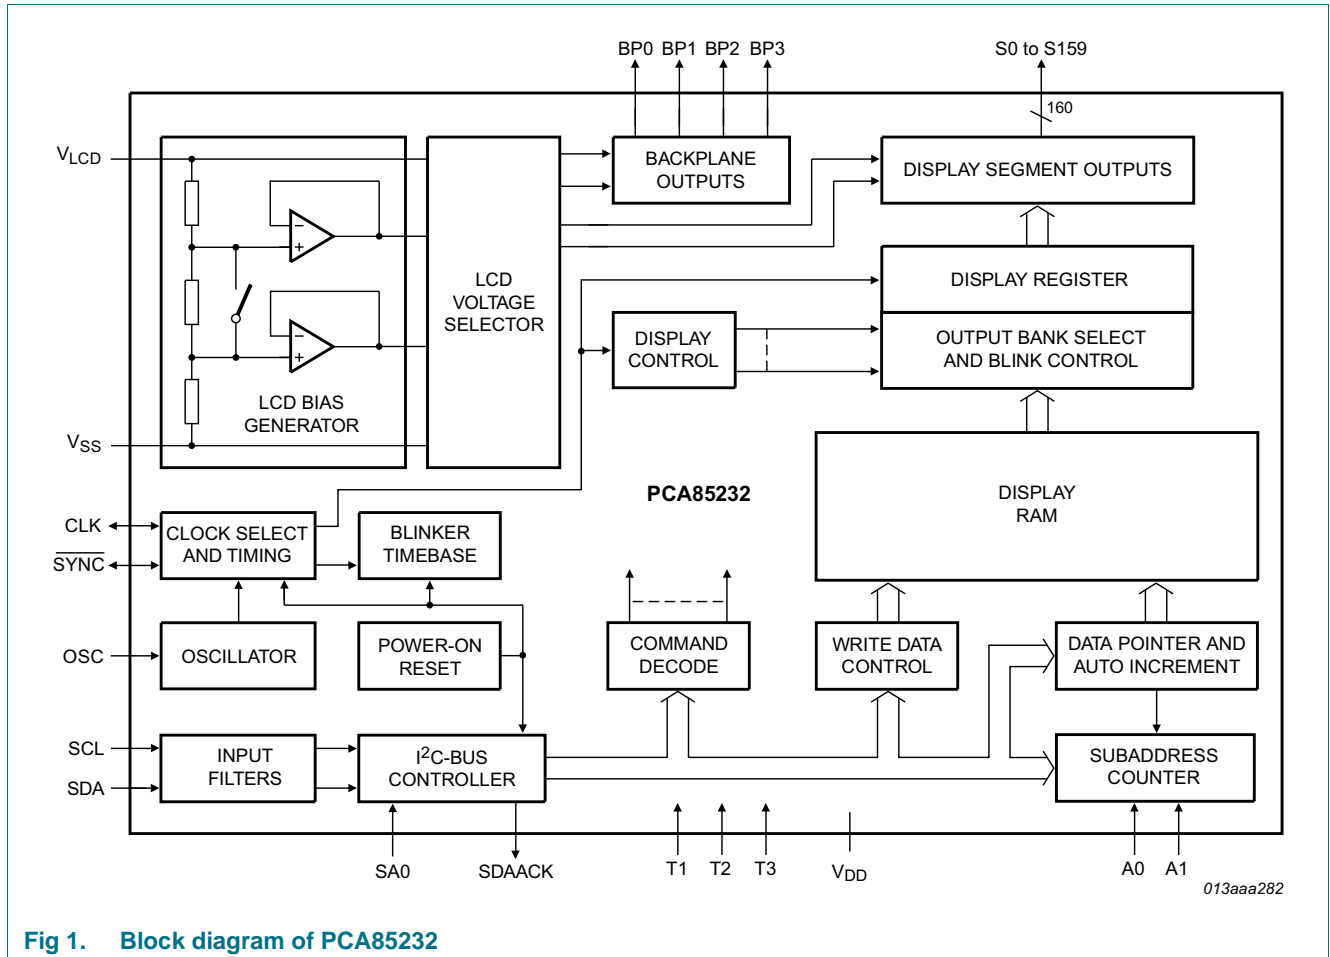 BP0 BP1 BP2 BP3
S0 to S159
160
VLCD
BACKPLANE
OUTPUTS
DISPLAY SEGMENT OUTPUTS
−
+
−
+
LCD
VOLTAGE
SELECTOR
DISPLAY REGISTER
DISPLAY
CONTROL
OUTPUT BANK SELECT
AND BLINK CONTROL
LCD BIAS
GENERATOR
VSS
PCA85232
DISPLAY
RAM
CLK
SYNC
CLOCK SELECT
AND TIMING
BLINKER
TIMEBASE
OSC
OSCILLATOR
POWER-ON
RESET
COMMAND
DECODE
WRITE DATA
CONTROL
DATA POINTER AND
AUTO INCREMENT
SCL
SDA
INPUT
FILTERS
I2C-BUS
CONTROLLER
SUBADDRESS
COUNTER
SA0
SDAACK
T1 T2 T3
VDD
A0 A1
013aaa282
Fig 1. Block diagram of PCA85232